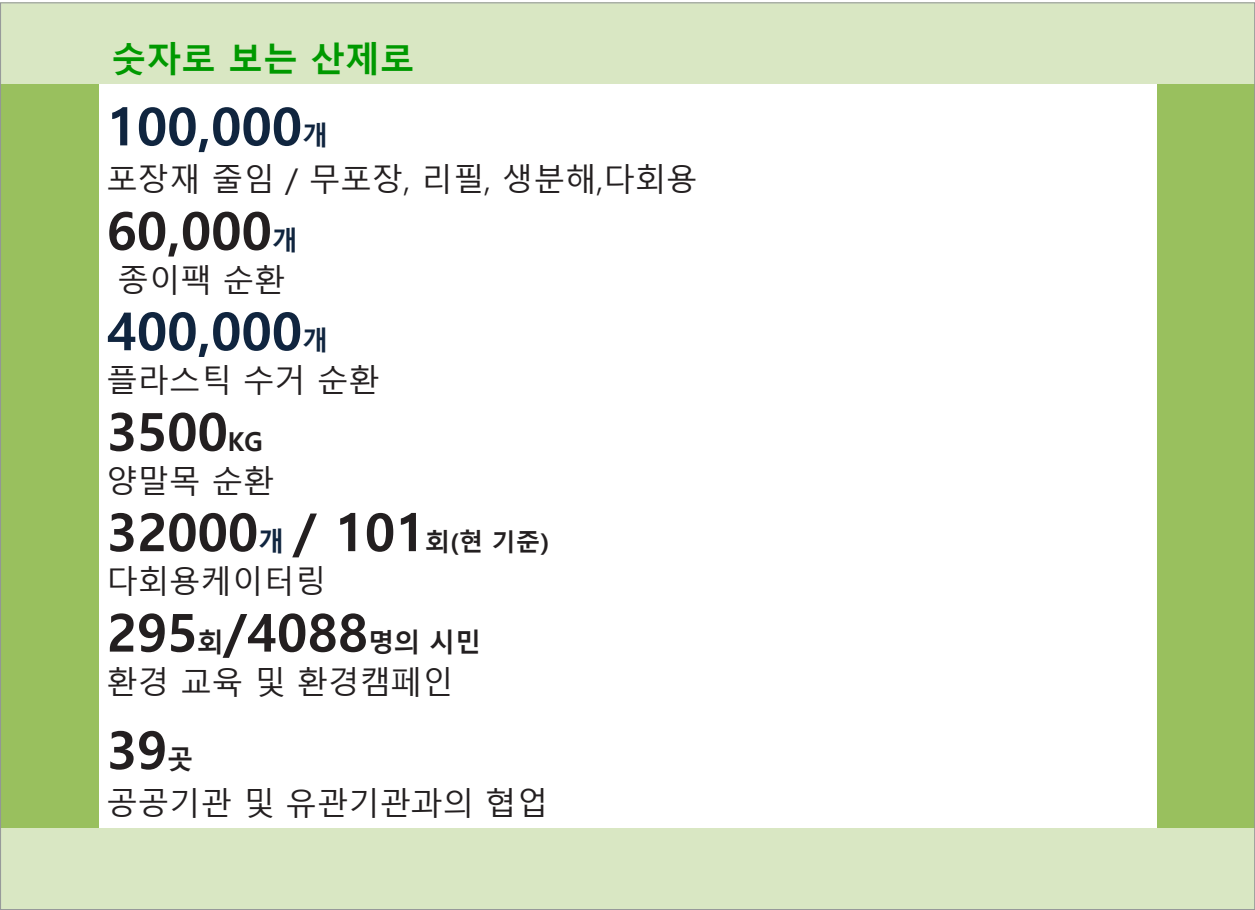 숫자로 보는 산제로
100,000개
포장재 줄임 / 무포장, 리필, 생분해,다회용
60,000개
종이팩 순환
400,000개
플라스틱 수거 순환
3500KG
양말목 순환
32000개 / 101회(현 기준)
다회용케이터링
295회/4088명의 시민
환경 교육 및 환경캠페인
39곳
공공기관 및 유관기관과의 협업